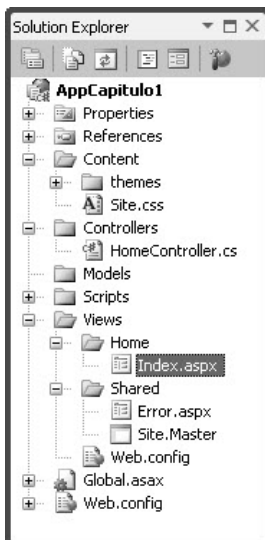 Solution Explorer
AppCapitulo1
Properties
References
Content
themes
Site.css
Controllers
HomeController.cs
Models
Scripts
Views
Home
Index.aspx
Shared
Error.aspx
Site.Master
Web.config
Global.asax
Web.config